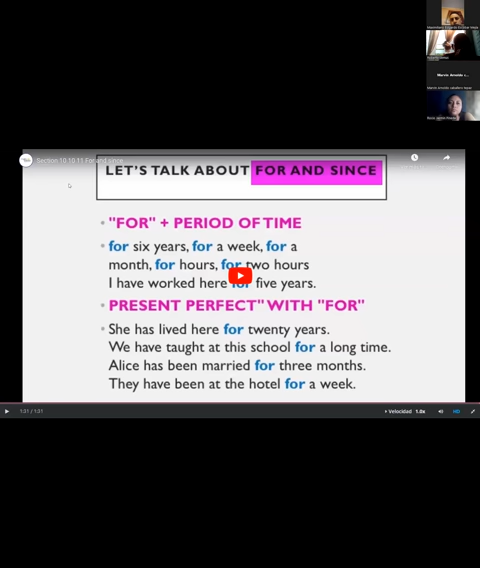 Marvin Arnoldo c...
Section 10 10.11 For and since
LET'S TALK ABOUT FOR AND SINCE
"FOR" + PERIOD OF TIME
for six years, for a week, for a
month, for hours, for two hours
I have worked here for five years.
PRESENT PERFECT" WITH "FOR"
She has lived here for twenty years.
We have taught at this school for a long time.
Alice has been married for three months.
They have been at the hotel for a week.
1:31 / 1:31
Velocidad 1.0x
HD